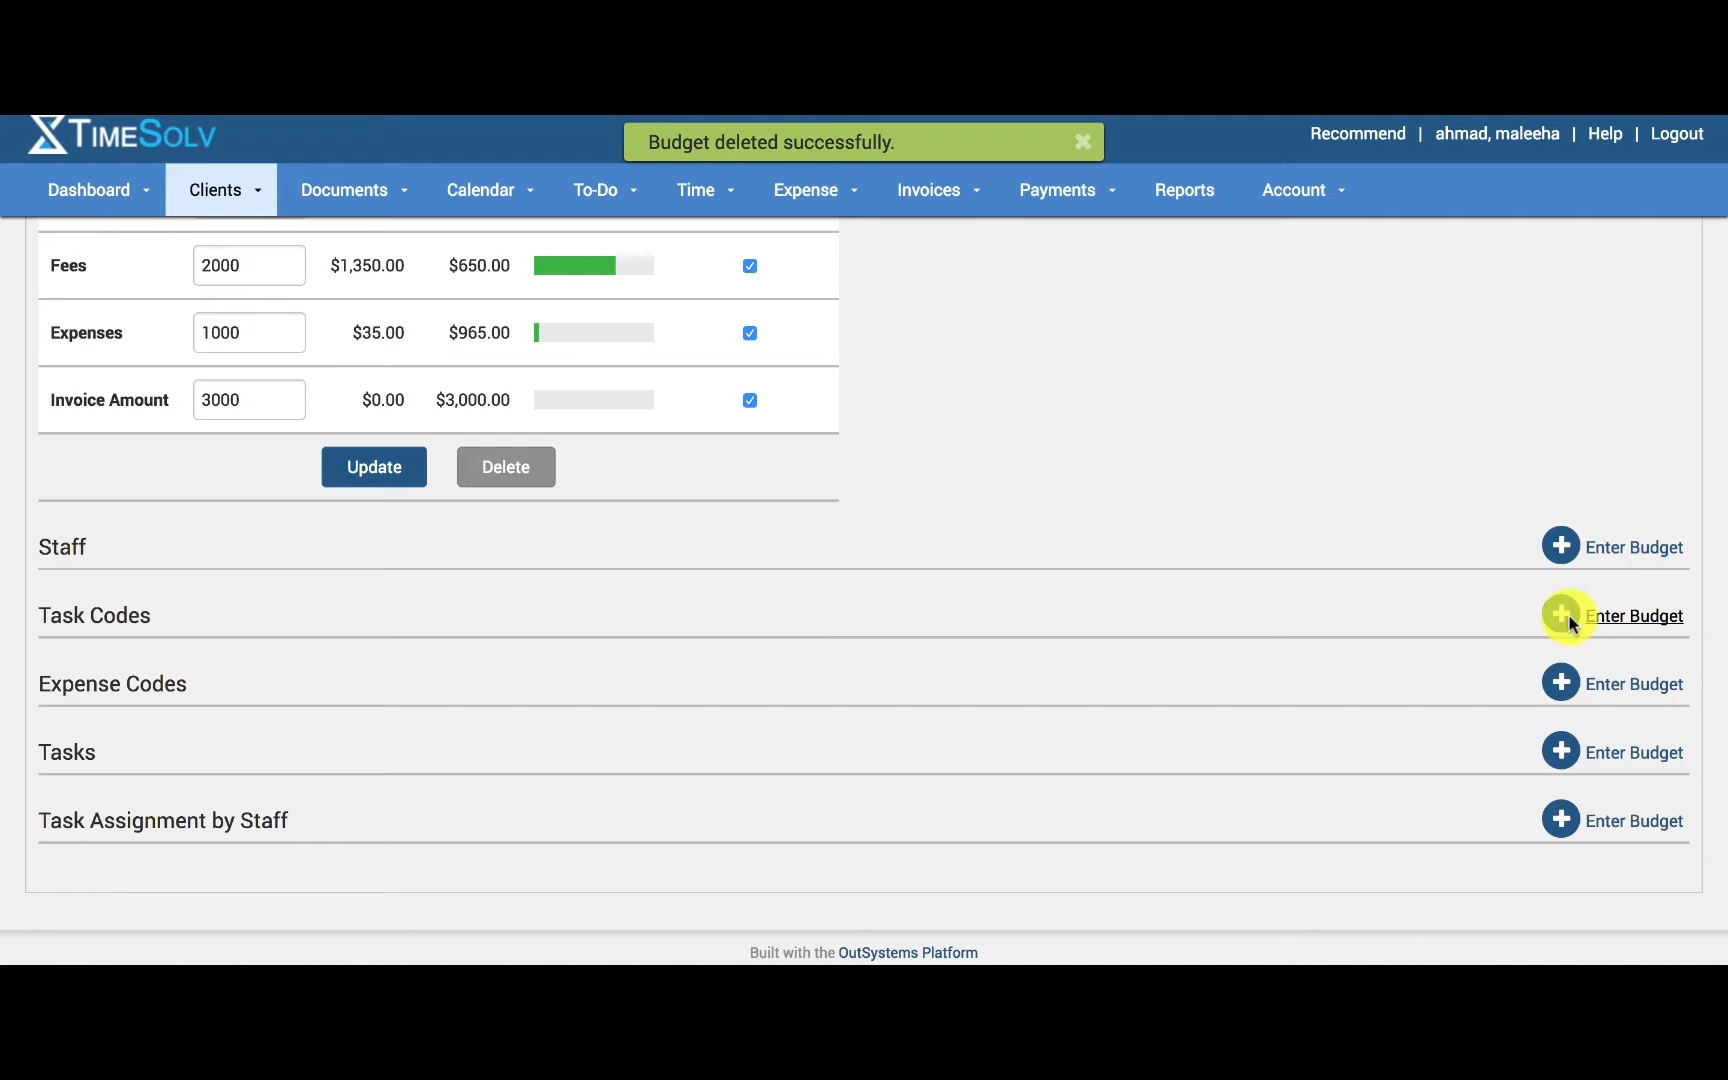 TIMESOLV
Budget deleted successfully.
Recommend | ahmad, maleeha | Help | Logout
Dashboard Clients Documents Calendar To-Do Time Expense Invoices Payments Reports Account
Fees 2000 $1,350.00 $650.00
Expenses 1000 $35.00 $965.00
Invoice Amount 3000 $0.00 $3,000.00
Update Delete
Staff Enter Budget
Task Codes Enter Budget
Expense Codes Enter Budget
Tasks Enter Budget
Task Assignment by Staff Enter Budget
Built with the OutSystems Platform